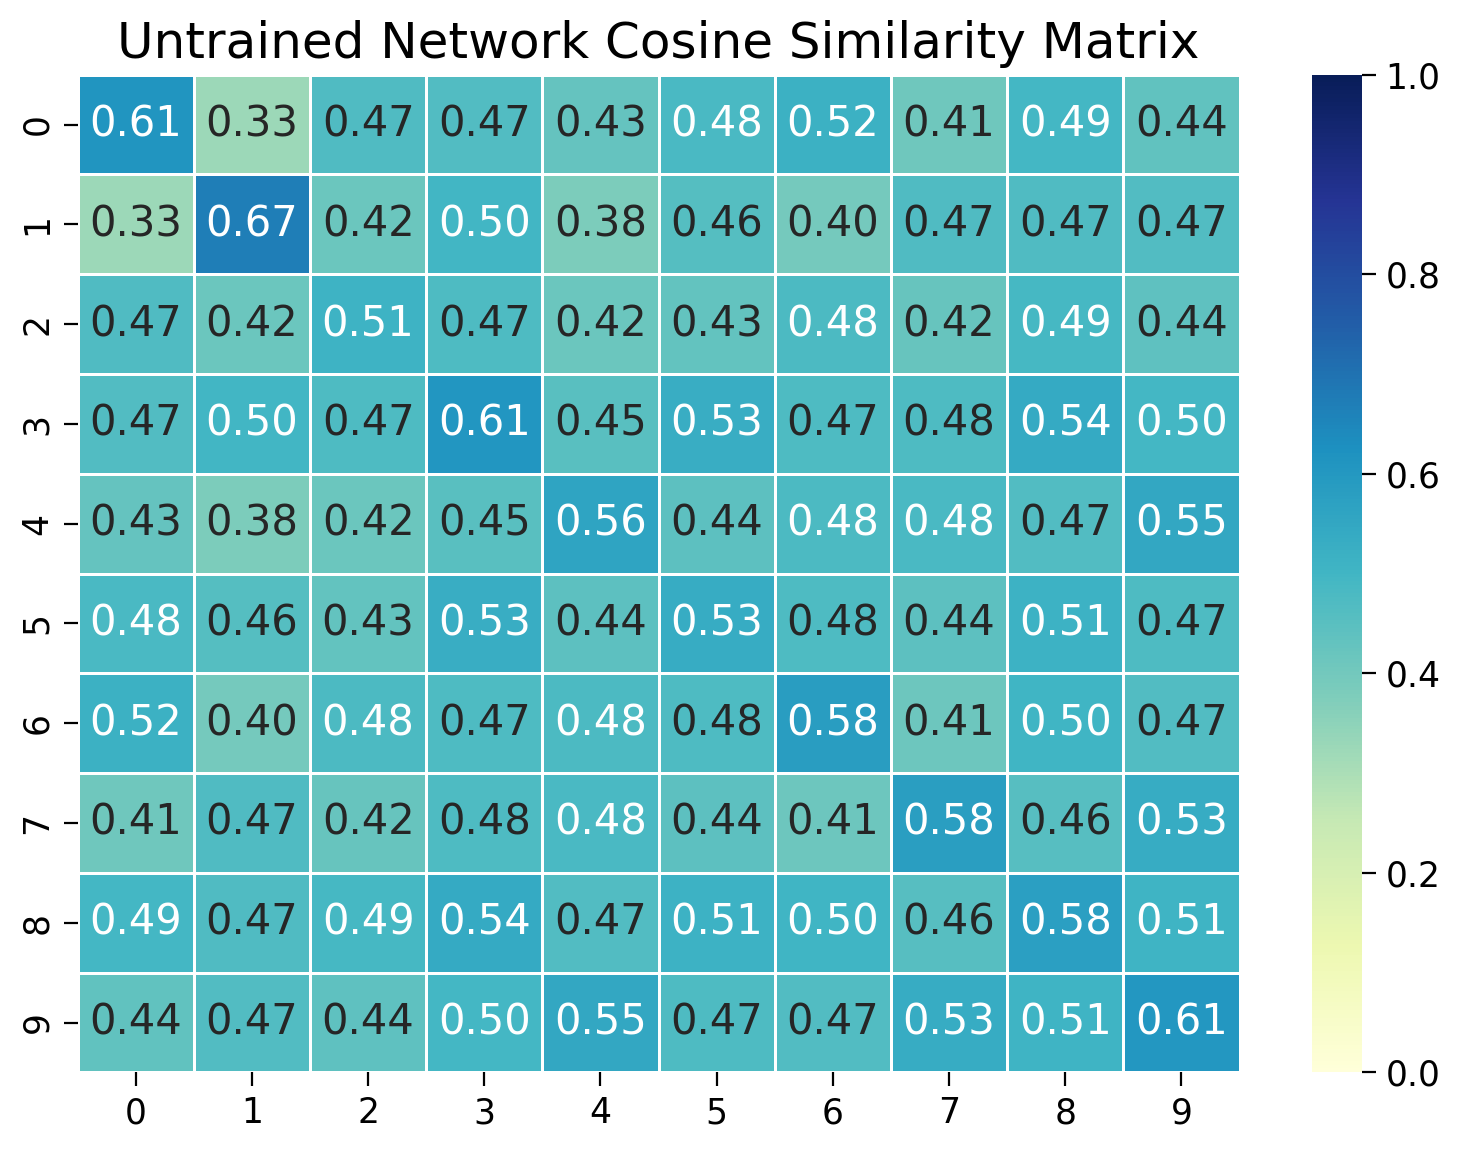 Untrained Network Cosine Similarity Matrix
0 0.61 0.33 0.47 0.47 0.43 0.48 0.52 0.41 0.49 0.44
1 0.33 0.67 0.42 0.50 0.38 0.46 0.40 0.47 0.47 0.47
2 0.47 0.42 0.51 0.47 0.42 0.43 0.48 0.42 0.49 0.44
3 0.47 0.50 0.47 0.61 0.45 0.53 0.47 0.48 0.54 0.50
4 0.43 0.38 0.42 0.45 0.56 0.44 0.48 0.48 0.47 0.55
5 0.48 0.46 0.43 0.53 0.44 0.53 0.48 0.44 0.51 0.47
6 0.52 0.40 0.48 0.47 0.48 0.48 0.58 0.41 0.50 0.47
7 0.41 0.47 0.42 0.48 0.48 0.44 0.41 0.58 0.46 0.53
8 0.49 0.47 0.49 0.54 0.47 0.51 0.50 0.46 0.58 0.51
9 0.44 0.47 0.44 0.50 0.55 0.47 0.47 0.53 0.51 0.61
0 1 2 3 4 5 6 7 8 9
1.0
0.8
0.6
0.4
0.2
0.0